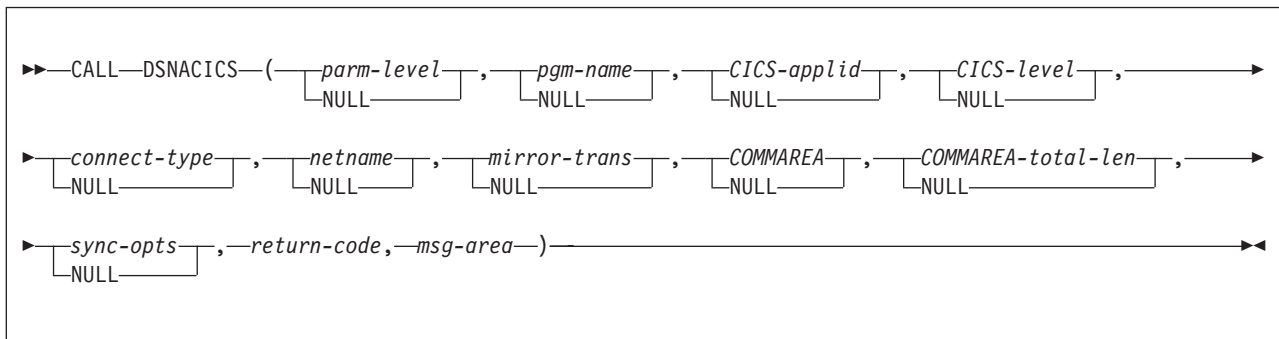 CALL DSNACICS ( parm-level , pgm-name , CICS-applid , CICS-level ,
NULL NULL NULL NULL
connect-type , netname , mirror-trans , COMMAREA , COMMAREA-total-len ,
NULL NULL NULL NULL NULL
sync-opts , return-code, msg-area )
NULL